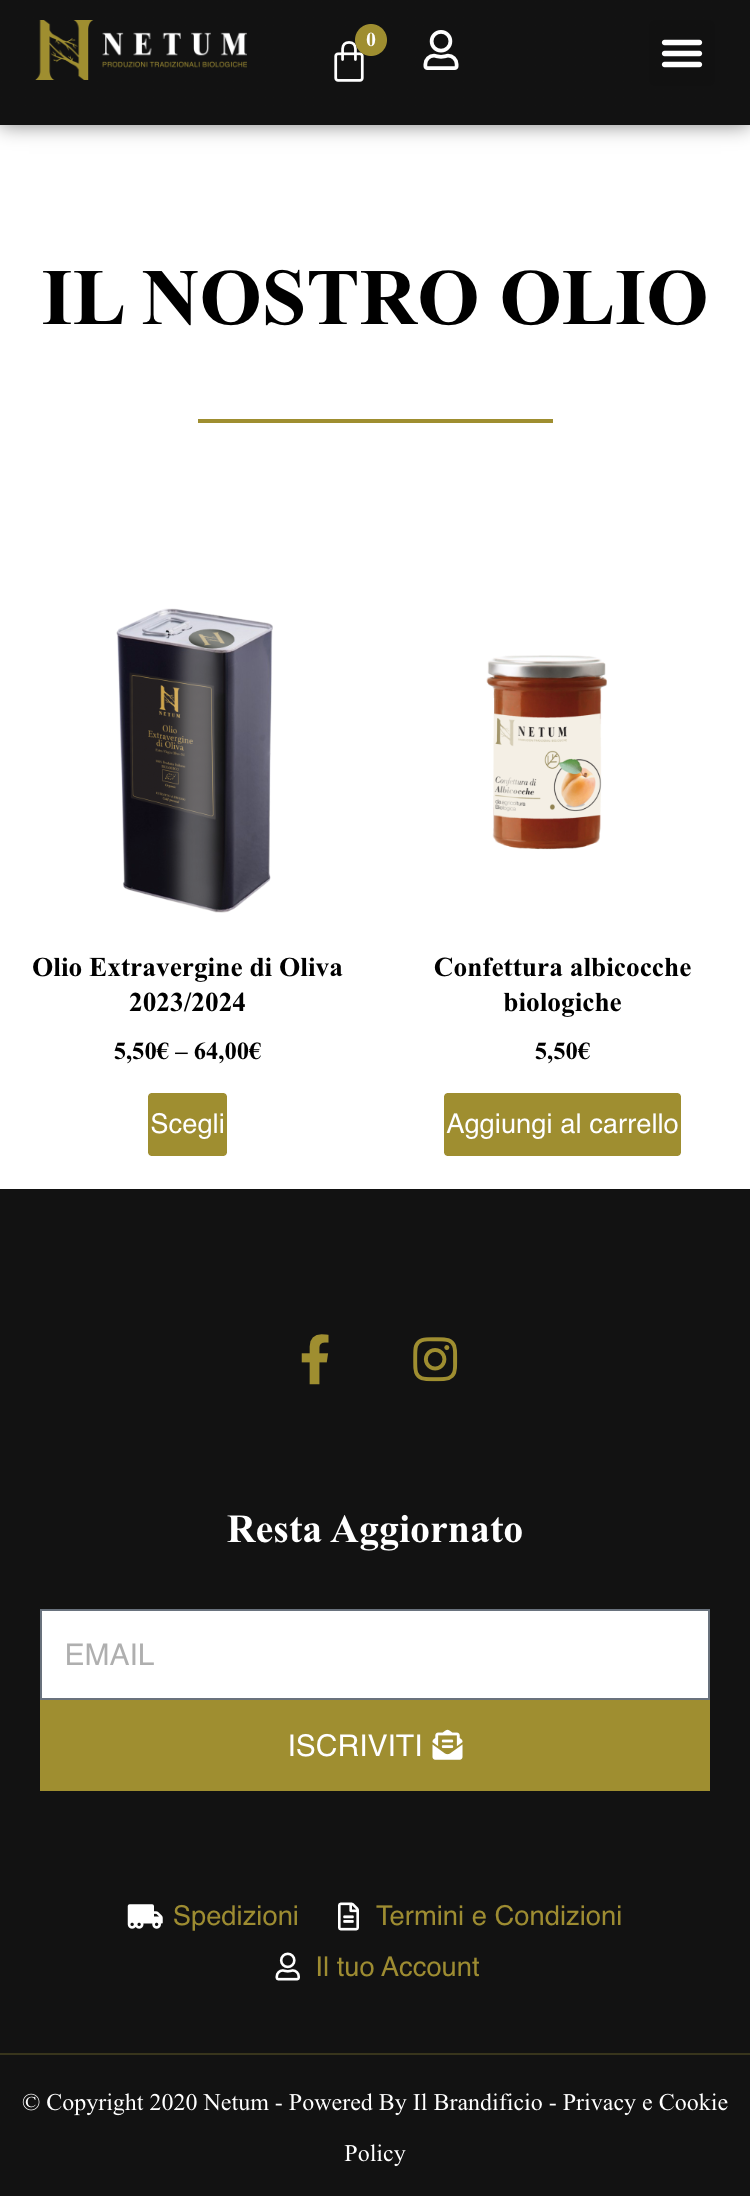 NETUM
PRODUZIONI TRADIZIONALI BIOLOGICHE
0
IL NOSTRO OLIO
N
NETUM
Olio
Extravergine
di Oliva
NETUM
Confettura di
Albicocche
Olio Extravergine di Oliva
2023/2024
5,50€ – 64,00€
Scegli
Confettura albicocche
biologiche
5,50€
Aggiungi al carrello
Resta Aggiornato
EMAIL
ISCRIVITI
Spedizioni
Termini e Condizioni
Il tuo Account
© Copyright 2020 Netum - Powered By Il Brandificio - Privacy e Cookie
Policy